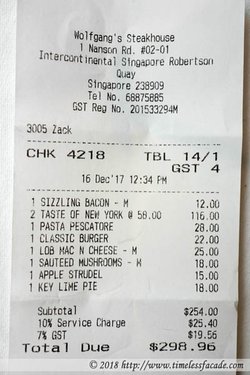 Wolfgang's Steakhouse
1 Nanson Rd. #02-01
Intercontinental Singapore Robertson
Quay
Singapore 238909
Tel No. 68875885
GST Reg No. 201533294M
3005 Zack
CHK 4218 TBL 14/1
GST 4
16 Dec'17 12:34 PM
1 SIZZLING BACON - M 12.00
2 TASTE OF NEW YORK @ 58.00 116.00
1 PASTA PESCATORE 28.00
1 CLASSIC BURGER 22.00
1 LOB MAC N CHEESE - M 25.00
1 SAUTEED MUSHROOMS - M 18.00
1 APPLE STRUDEL 15.00
1 KEY LIME PIE 18.00
Subtotal $254.00
10% Service Charge $25.40
7% GST $19.56
Total Due $298.96
© 2018 http://www.timelessfacade.com